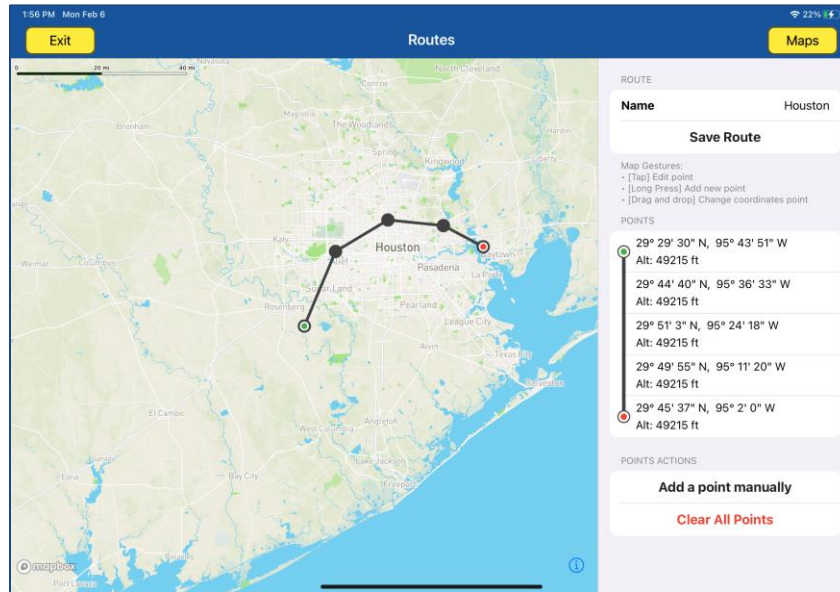 1:56 PM Mon Feb 6
22%
Exit
Routes
Maps
0 20 mi 40 mi
Navasota
North Cleveland
Conroe
Magnolia
Hardin
Brenham
The Woodlands
Spring
Kingwood
Liberty
Katy
Houston
Baytown
Weimar
Columbus
Pasadena
La Porte
Sugar Land
Rosenberg
Pearland
League City
Alvin
Texas City
Galveston
El Campo
West Columbia
Angleton
Ganado
Lake Jackson
Edna
Bay City
Freeport
Palacios
mapbox
Port Lavaca
ROUTE
Name Houston
Save Route
Map Gestures:
• [Tap] Edit point
• [Long Press] Add new point
• [Drag and drop] Change coordinates point
POINTS
29° 29' 30" N, 95° 43' 51" W
Alt: 49215 ft
29° 44' 40" N, 95° 36' 33" W
Alt: 49215 ft
29° 51' 3" N, 95° 24' 18" W
Alt: 49215 ft
29° 49' 55" N, 95° 11' 20" W
Alt: 49215 ft
29° 45' 37" N, 95° 2' 0" W
Alt: 49215 ft
POINTS ACTIONS
Add a point manually
Clear All Points